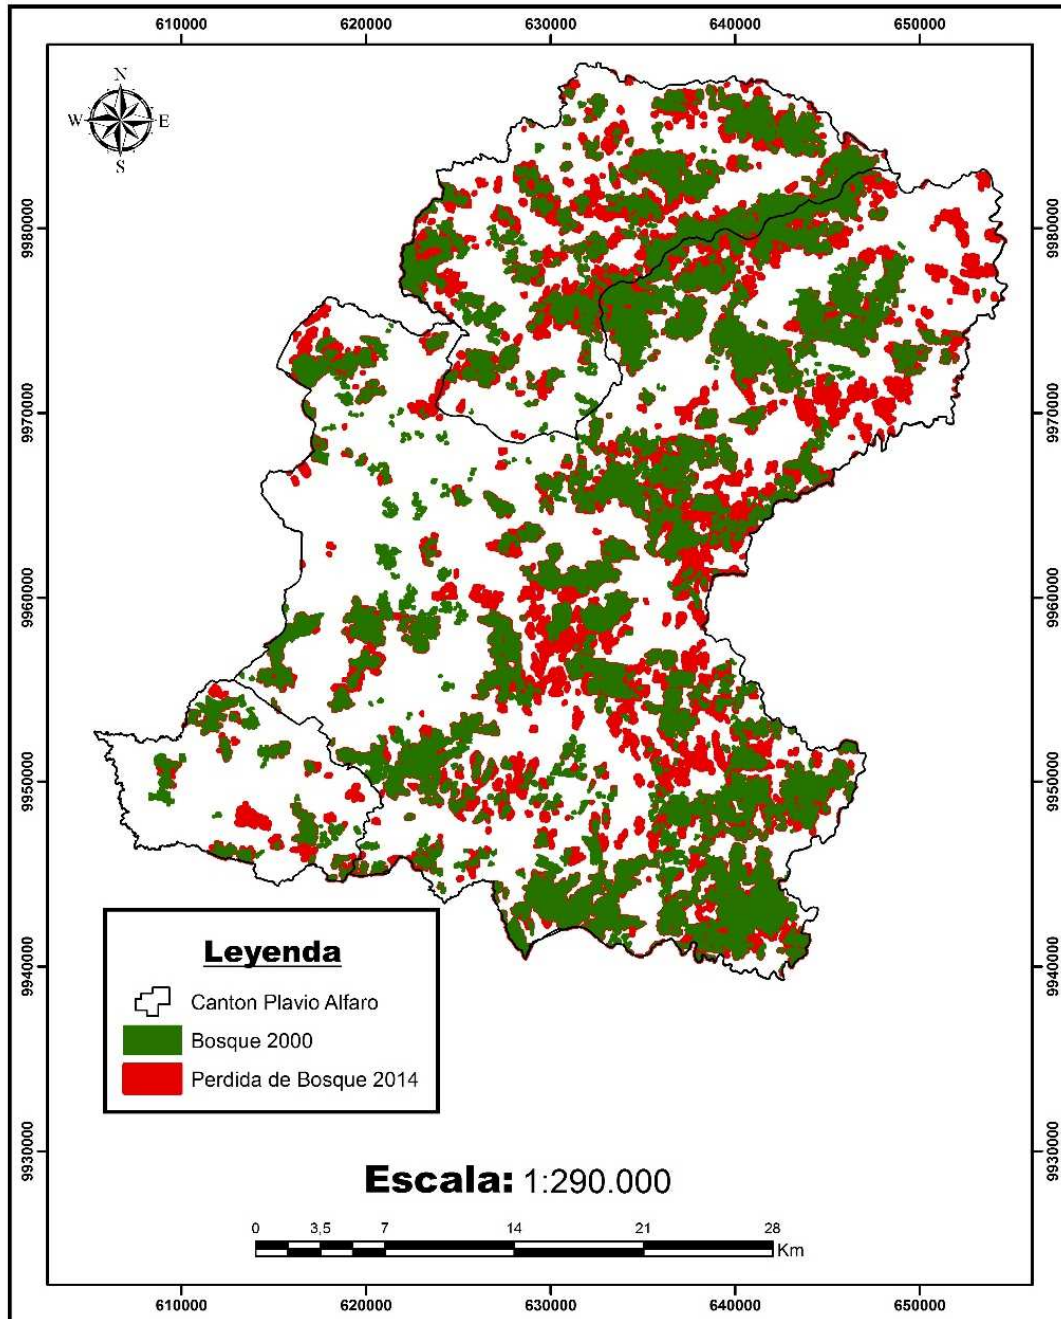 610000 620000 630000 640000 650000
N
W E
S
9980000 9980000
9970000 9970000
9960000 9960000
9950000 9950000
9940000 9940000
9930000 9930000
Leyenda
Canton Plavio Alfaro
Bosque 2000
Perdida de Bosque 2014
Escala: 1:290.000
0 3,5 7 14 21 28
Km
610000 620000 630000 640000 650000